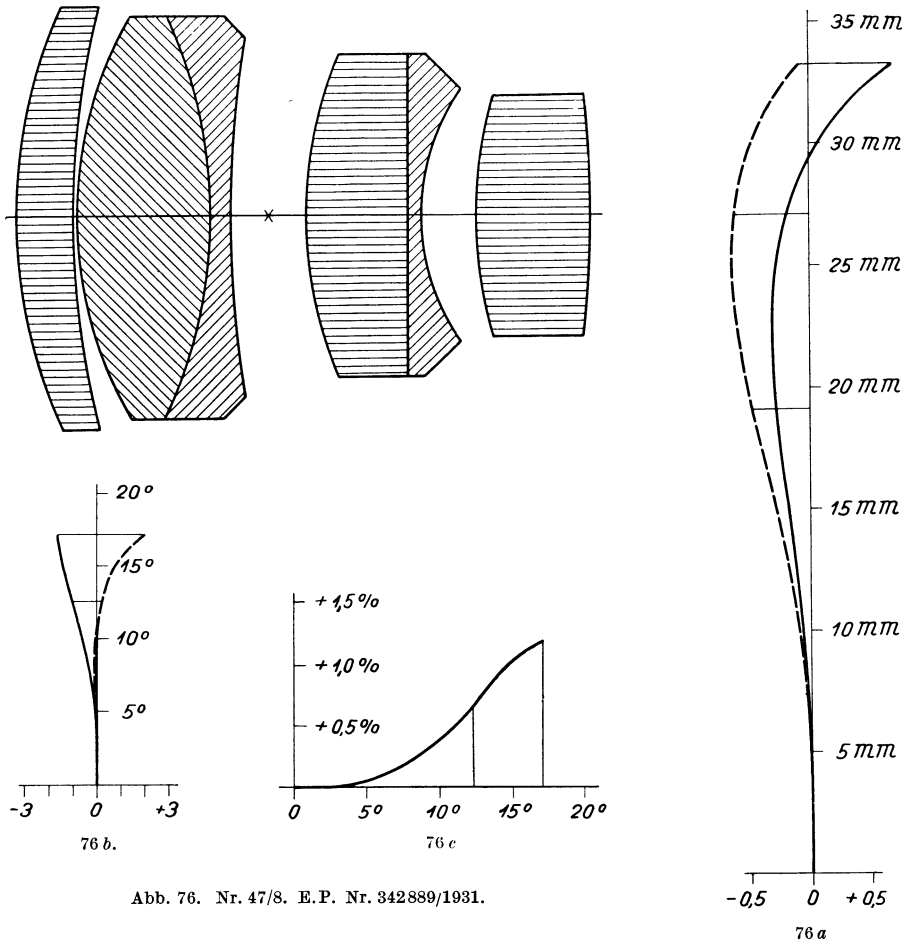 35 mm
30 mm
25 mm
20 mm
15 mm
10 mm
5 mm
-0,5 0 +0,5
76 a
20°
15°
10°
5°
-3 0 +3
76 b.
+ 1,5%
+ 1,0%
+ 0,5%
0 5° 10° 15° 20°
76 c
Abb. 76. Nr. 47/8. E.P. Nr. 342889/1931.